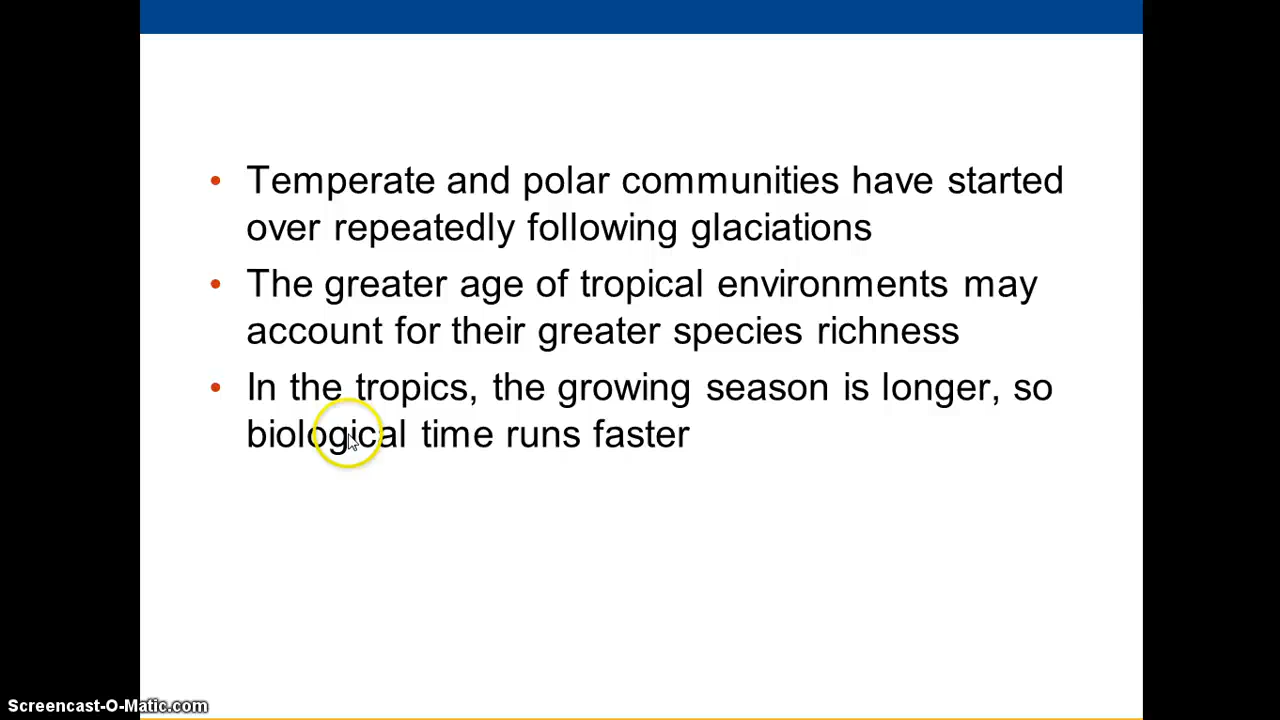 • Temperate and polar communities have started
over repeatedly following glaciations
• The greater age of tropical environments may
account for their greater species richness
• In the tropics, the growing season is longer, so
biological time runs faster
Screencast-O-Matic.com